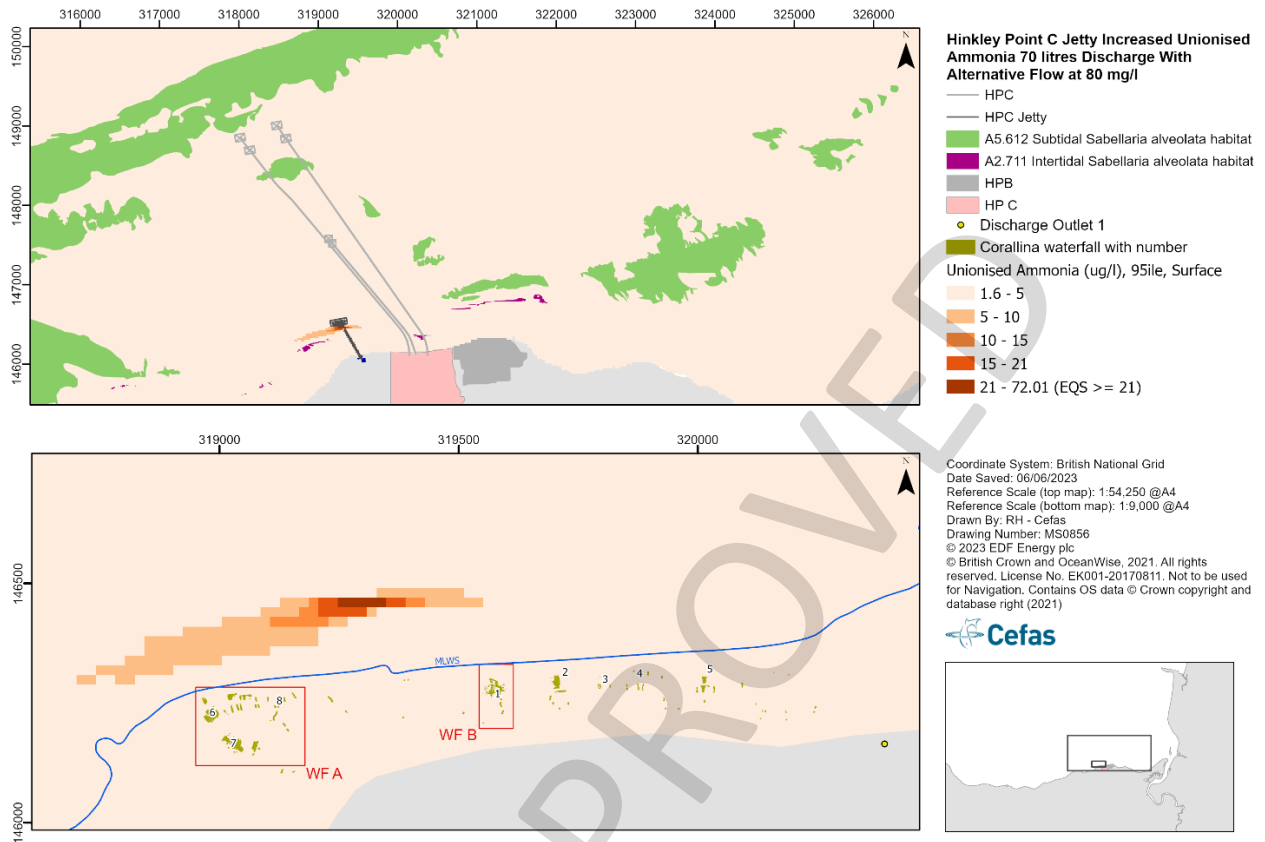 316000 317000 318000 319000 320000 321000 322000 323000 324000 325000 326000
150000
149000
148000
147000
146000
N
Hinkley Point C Jetty Increased Unionised
Ammonia 70 litres Discharge With
Alternative Flow at 80 mg/l
HPC
HPC Jetty
A5.612 Subtidal Sabellaria alveolata habitat
A2.711 Intertidal Sabellaria alveolata habitat
HPB
HP C
Discharge Outlet 1
Corallina waterfall with number
Unionised Ammonia (ug/l), 95ile, Surface
1.6 - 5
5 - 10
10 - 15
15 - 21
21 - 72.01 (EQS >= 21)
319000 319500 320000
146500
146000
N
MLWS
1
2
3
4
5
6
7
8
WF A
WF B
Coordinate System: British National Grid
Date Saved: 06/06/2023
Reference Scale (top map): 1:54,250 @A4
Reference Scale (bottom map): 1:9,000 @A4
Drawn By: RH - Cefas
Drawing Number: MS0856
© 2023 EDF Energy plc
© British Crown and OceanWise, 2021. All rights
reserved. License No. EK001-20170811. Not to be used
for Navigation. Contains OS data © Crown copyright and
database right (2021)
Cefas
PROVED